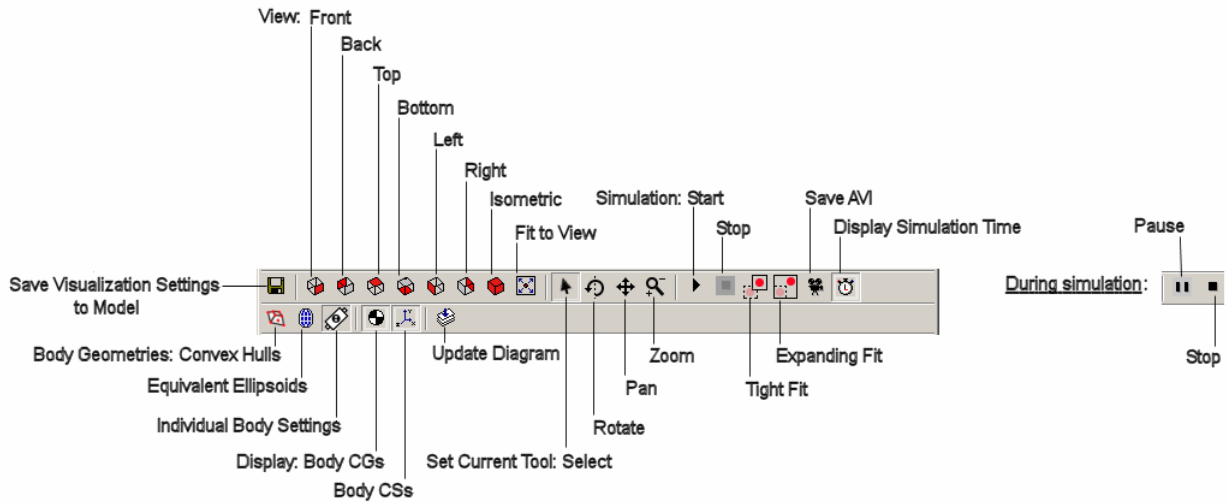 View: Front
Back
Top
Bottom
Left
Right
Isometric
Fit to View
Simulation: Start
Stop
Save AVI
Display Simulation Time
Pause
Save Visualization Settings
to Model
During simulation:
Body Geometries: Convex Hulls
Update Diagram
Zoom
Expanding Fit
Stop
Equivalent Ellipsoids
Pan
Tight Fit
Individual Body Settings
Rotate
Display: Body CGs
Set Current Tool: Select
Body CSs